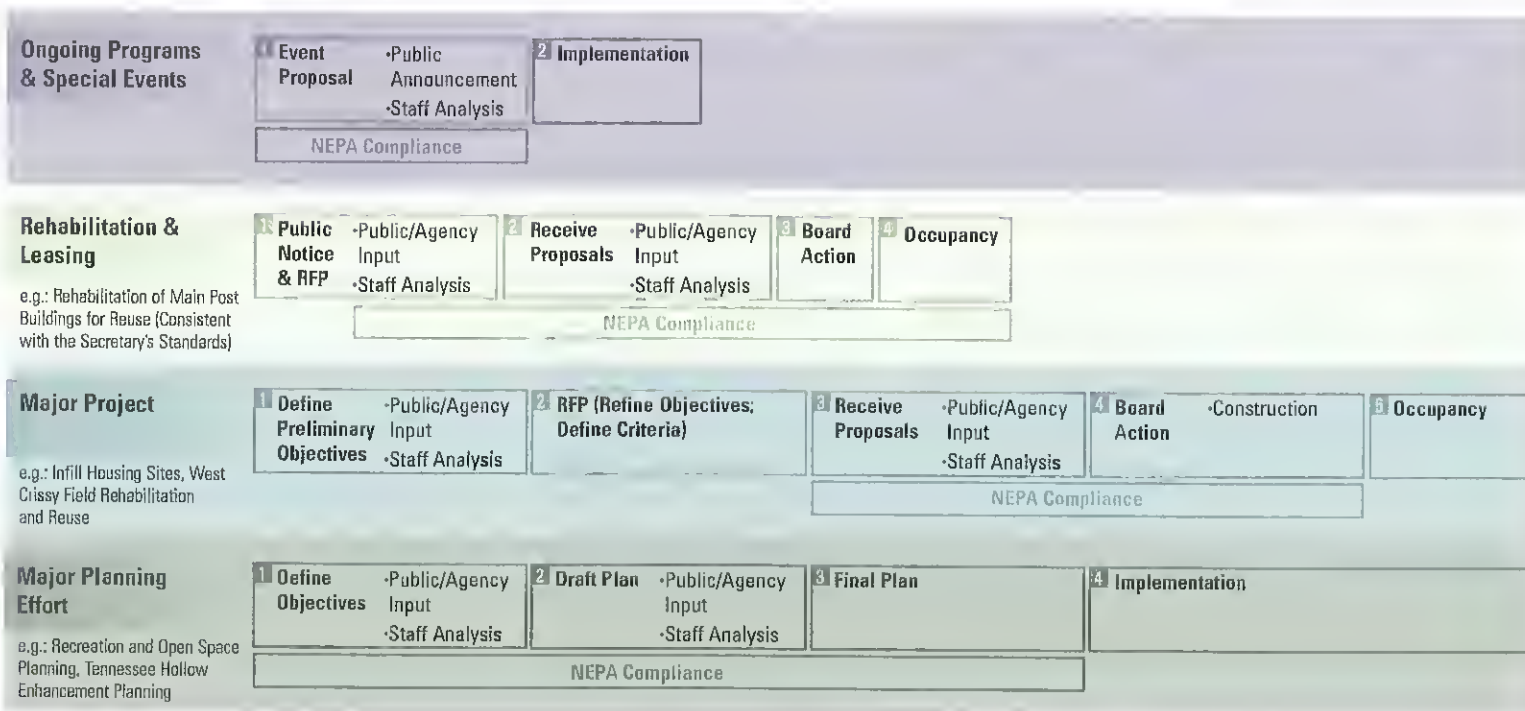 Ongoing Programs
& Special Events
1 Event
Proposal
•Public
Announcement
•Staff Analysis
2 Implementation
NEPA Compliance
Rehabilitation &
Leasing
e.g.: Rehabilitation of Main Post
Buildings for Reuse (Consistent
with the Secretary's Standards)
1 Public
Notice
& RFP
•Public/Agency
Input
•Staff Analysis
2 Receive
Proposals
•Public/Agency
Input
•Staff Analysis
3 Board
Action
4 Occupancy
NEPA Compliance
Major Project
e.g.: Infill Housing Sites, West
Crissy Field Rehabilitation
and Reuse
1 Define
Preliminary
Objectives
•Public/Agency
Input
•Staff Analysis
2 RFP (Refine Objectives;
Define Criteria)
3 Receive
Proposals
•Public/Agency
Input
•Staff Analysis
4 Board
Action
•Construction
5 Occupancy
NEPA Compliance
Major Planning
Effort
e.g.: Recreation and Open Space
Planning, Tennessee Hollow
Enhancement Planning
1 Define
Objectives
•Public/Agency
Input
•Staff Analysis
2 Draft Plan
•Public/Agency
Input
•Staff Analysis
3 Final Plan
4 Implementation
NEPA Compliance